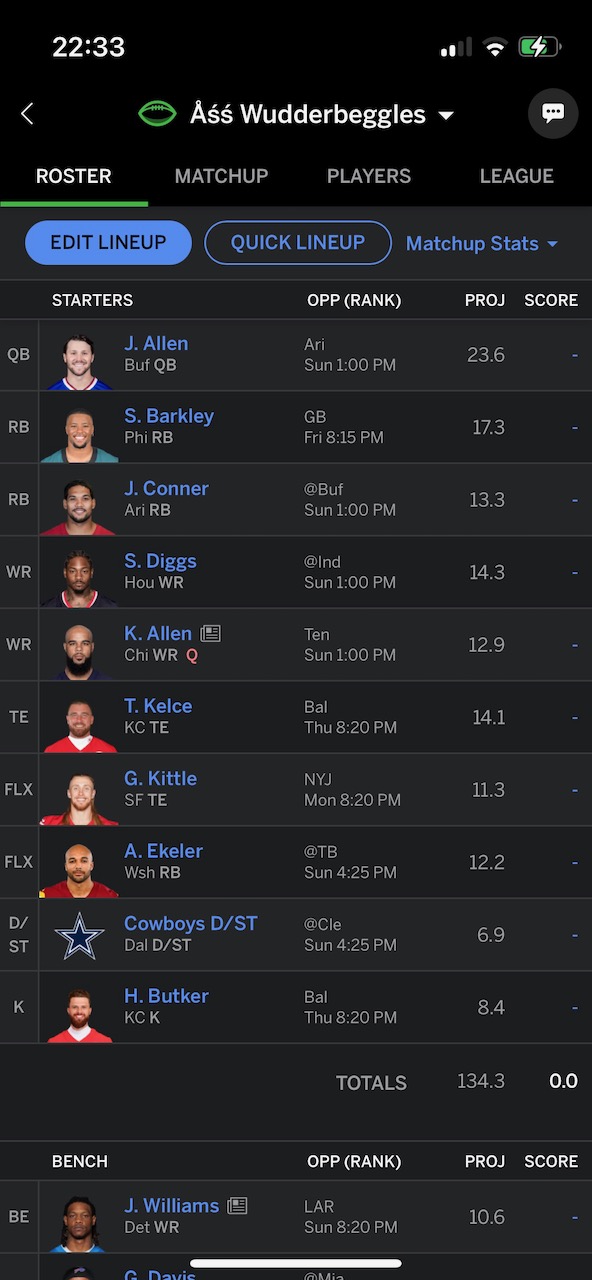 22:33
Åśś Wudderbeggles
ROSTER MATCHUP PLAYERS LEAGUE
EDIT LINEUP QUICK LINEUP Matchup Stats
STARTERS OPP (RANK) PROJ SCORE
QB J. Allen Ari 23.6 -
Buf QB Sun 1:00 PM
RB S. Barkley GB 17.3 -
Phi RB Fri 8:15 PM
RB J. Conner @Buf 13.3 -
Ari RB Sun 1:00 PM
WR S. Diggs @Ind 14.3 -
Hou WR Sun 1:00 PM
WR K. Allen Ten 12.9 -
Chi WR Q Sun 1:00 PM
TE T. Kelce Bal 14.1 -
KC TE Thu 8:20 PM
FLX G. Kittle NYJ 11.3 -
SF TE Mon 8:20 PM
FLX A. Ekeler @TB 12.2 -
Wsh RB Sun 4:25 PM
D/ Cowboys D/ST @Cle 6.9 -
ST Dal D/ST Sun 4:25 PM
K H. Butker Bal 8.4 -
KC K Thu 8:20 PM
TOTALS 134.3 0.0
BENCH OPP (RANK) PROJ SCORE
BE J. Williams LAR 10.6 -
Det WR Sun 8:20 PM
G. Davis @Mia